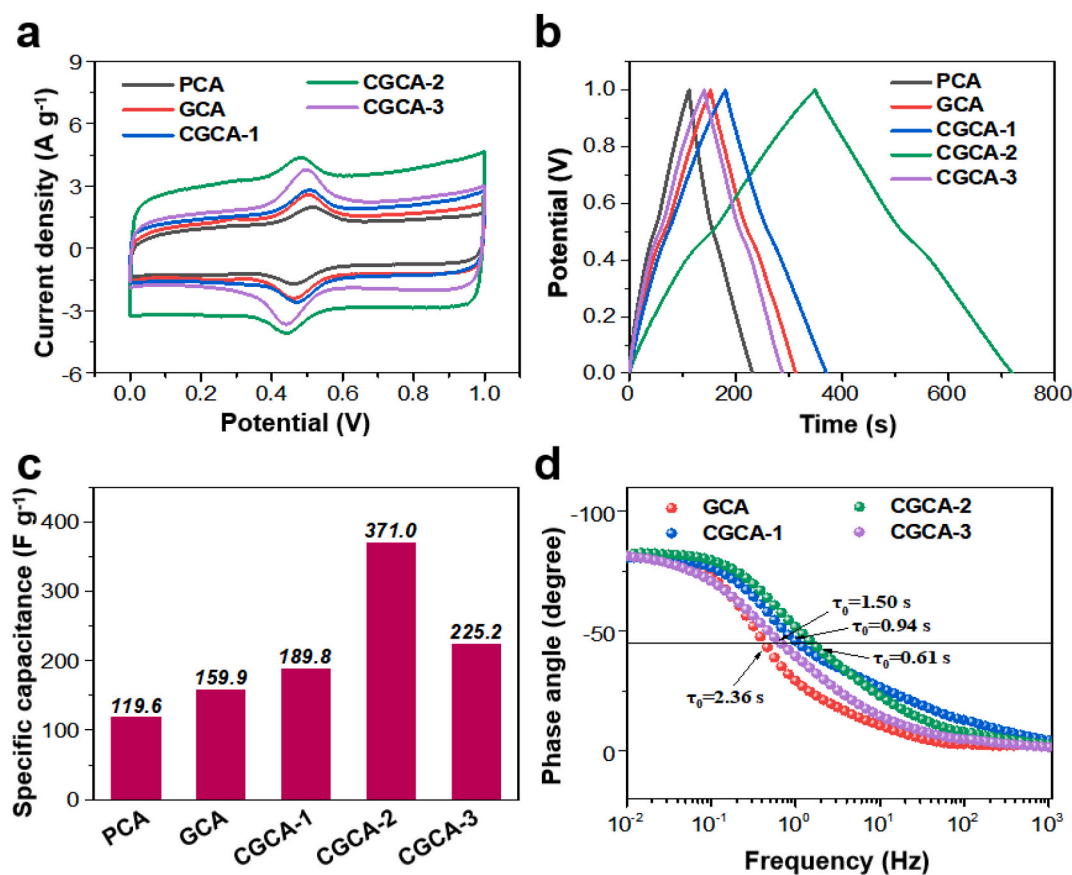 a
Current density (A g⁻¹)
9
6
3
0
-3
-6
PCA
GCA
CGCA-1
CGCA-2
CGCA-3
0.0 0.2 0.4 0.6 0.8 1.0
Potential (V)
b
Potential (V)
1.0
0.8
0.6
0.4
0.2
0.0
PCA
GCA
CGCA-1
CGCA-2
CGCA-3
0 200 400 600 800
Time (s)
c
Specific capacitance (F g⁻¹)
400
300
200
100
0
119.6
159.9
189.8
371.0
225.2
PCA
GCA
CGCA-1
CGCA-2
CGCA-3
d
Phase angle (degree)
-100
-50
0
GCA
CGCA-1
CGCA-2
CGCA-3
τ₀=1.50 s
τ₀=0.94 s
τ₀=0.61 s
τ₀=2.36 s
10⁻² 10⁻¹ 10⁰ 10¹ 10² 10³
Frequency (Hz)